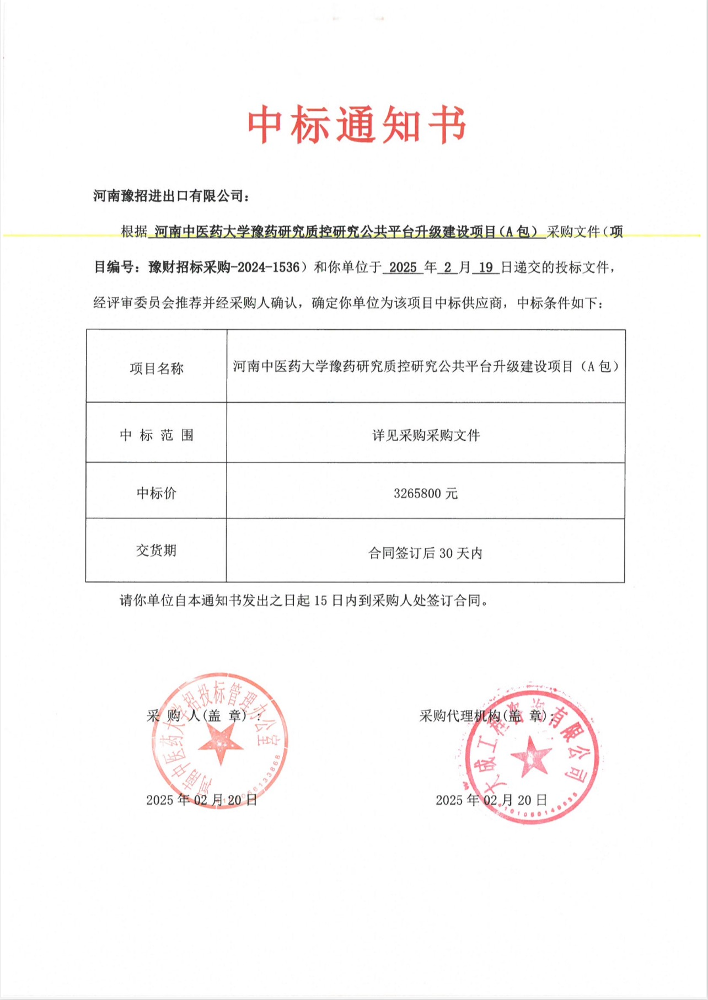 中标通知书
河南豫招进出口有限公司：
根据 河南中医药大学豫药研究质控研究公共平台升级建设项目（A 包） 采购文件（项
目编号：豫财招标采购-2024-1536）和你单位于 2025 年 2 月 19 日递交的投标文件，
经评审委员会推荐并经采购人确认，确定你单位为该项目中标供应商，中标条件如下：
项目名称 河南中医药大学豫药研究质控研究公共平台升级建设项目（A 包）
中 标 范 围 详见采购采购文件
中标价 3265800 元
交货期 合同签订后 30 天内
请你单位自本通知书发出之日起 15 日内到采购人处签订合同。
采 购 人(盖 章) ： 采购代理机构(盖 章)：
河南中医药大学招投标管理办公室
大成工程咨询有限公司
2025 年 02 月 20 日 2025 年 02 月 20 日